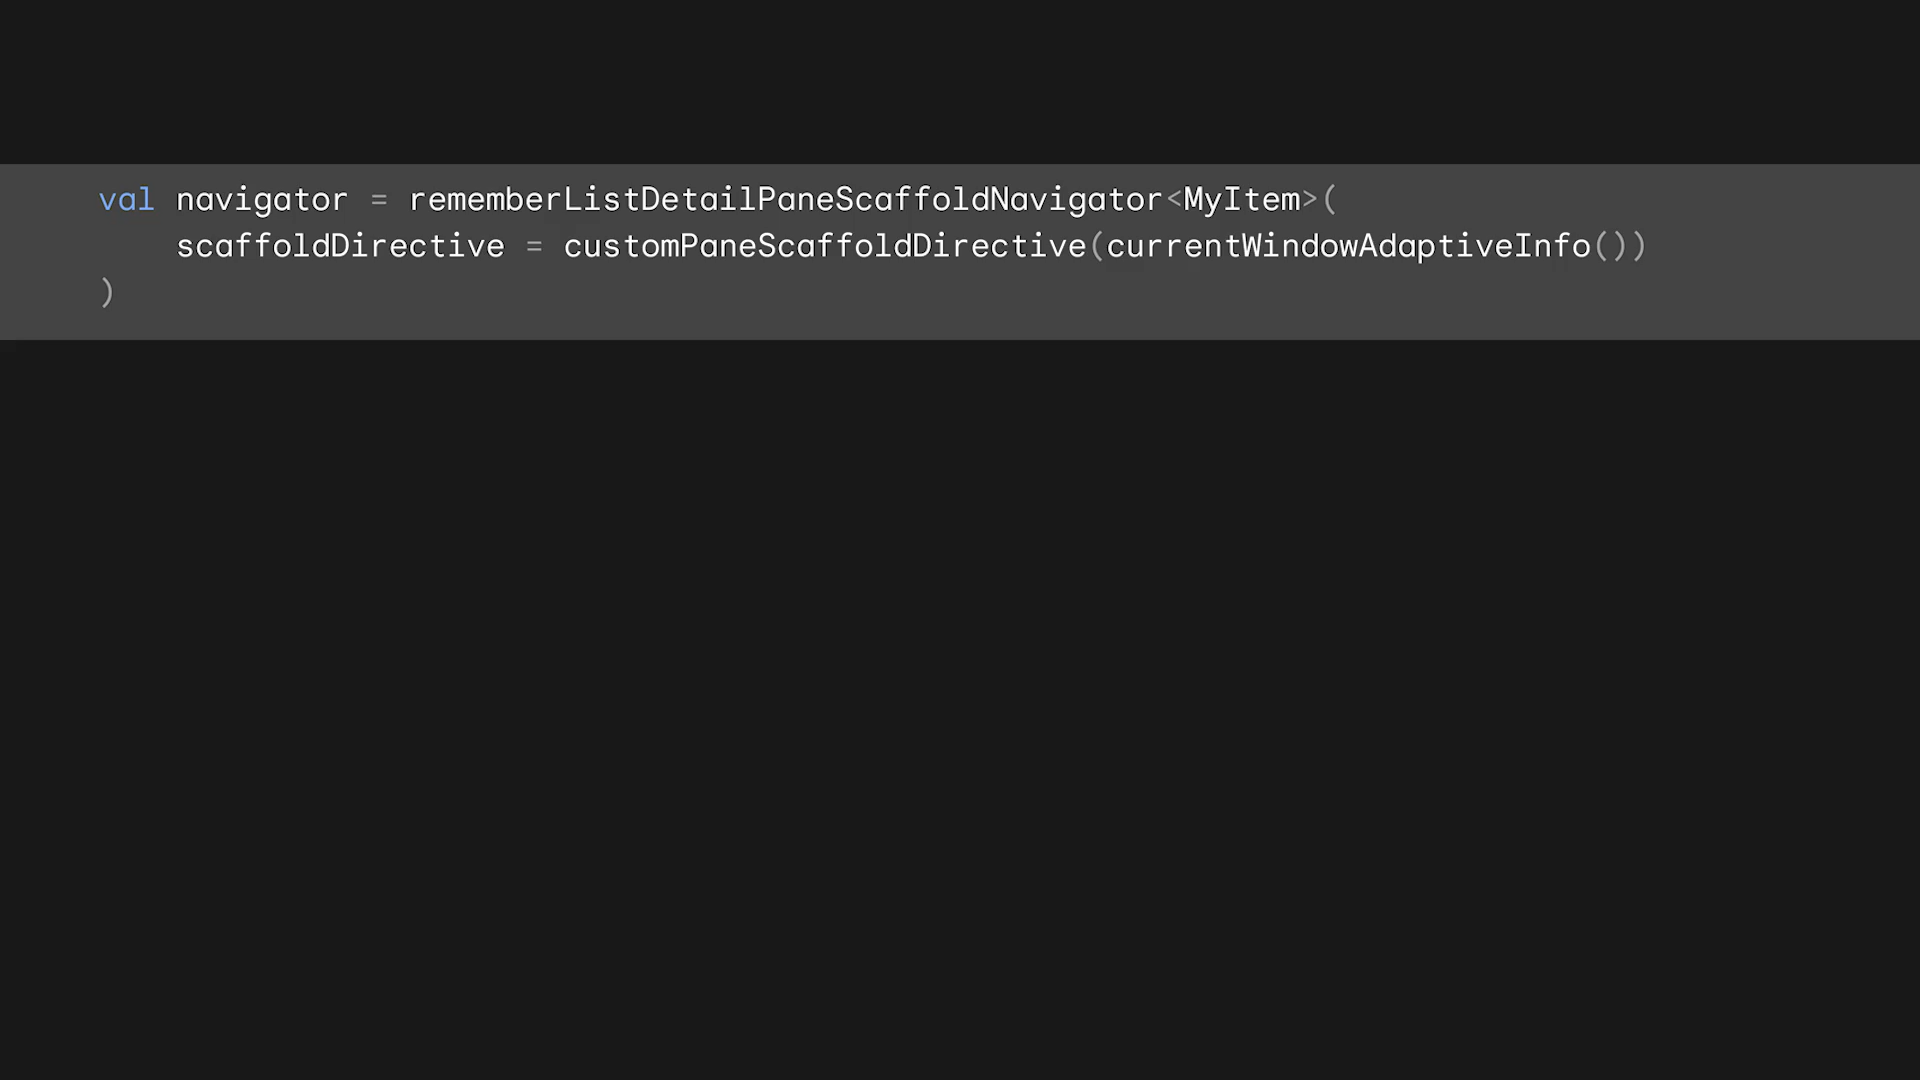 val navigator = rememberListDetailPaneScaffoldNavigator<MyItem>(
    scaffoldDirective = customPaneScaffoldDirective(currentWindowAdaptiveInfo())
)